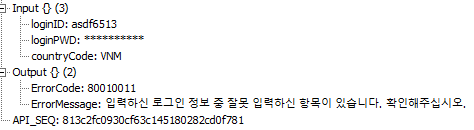 Input {} (3)
loginID: asdf6513
loginPWD: **********
countryCode: VNM
Output {} (2)
ErrorCode: 80010011
ErrorMessage: 입력하신 로그인 정보 중 잘못 입력하신 항목이 있습니다. 확인해주십시오.
API_SEQ: 813c2fc0930cf63c145180282cd0f781